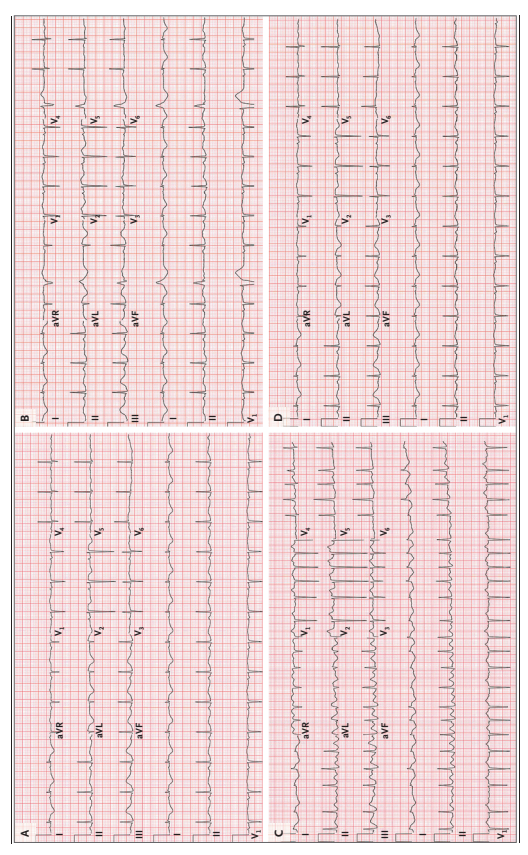 A
I aVR V₁ V₄
II aVL V₂ V₅
III aVF V₃ V₆
I
II
V₁
B
I aVR V₁ V₄
II aVL V₂ V₅
III aVF V₃ V₆
I
II
V₁
C
I aVR V₁ V₄
II aVL V₂ V₅
III aVF V₃ V₆
I
II
V₁
D
I aVR V₁ V₄
II aVL V₂ V₅
III aVF V₃ V₆
I
II
V₁